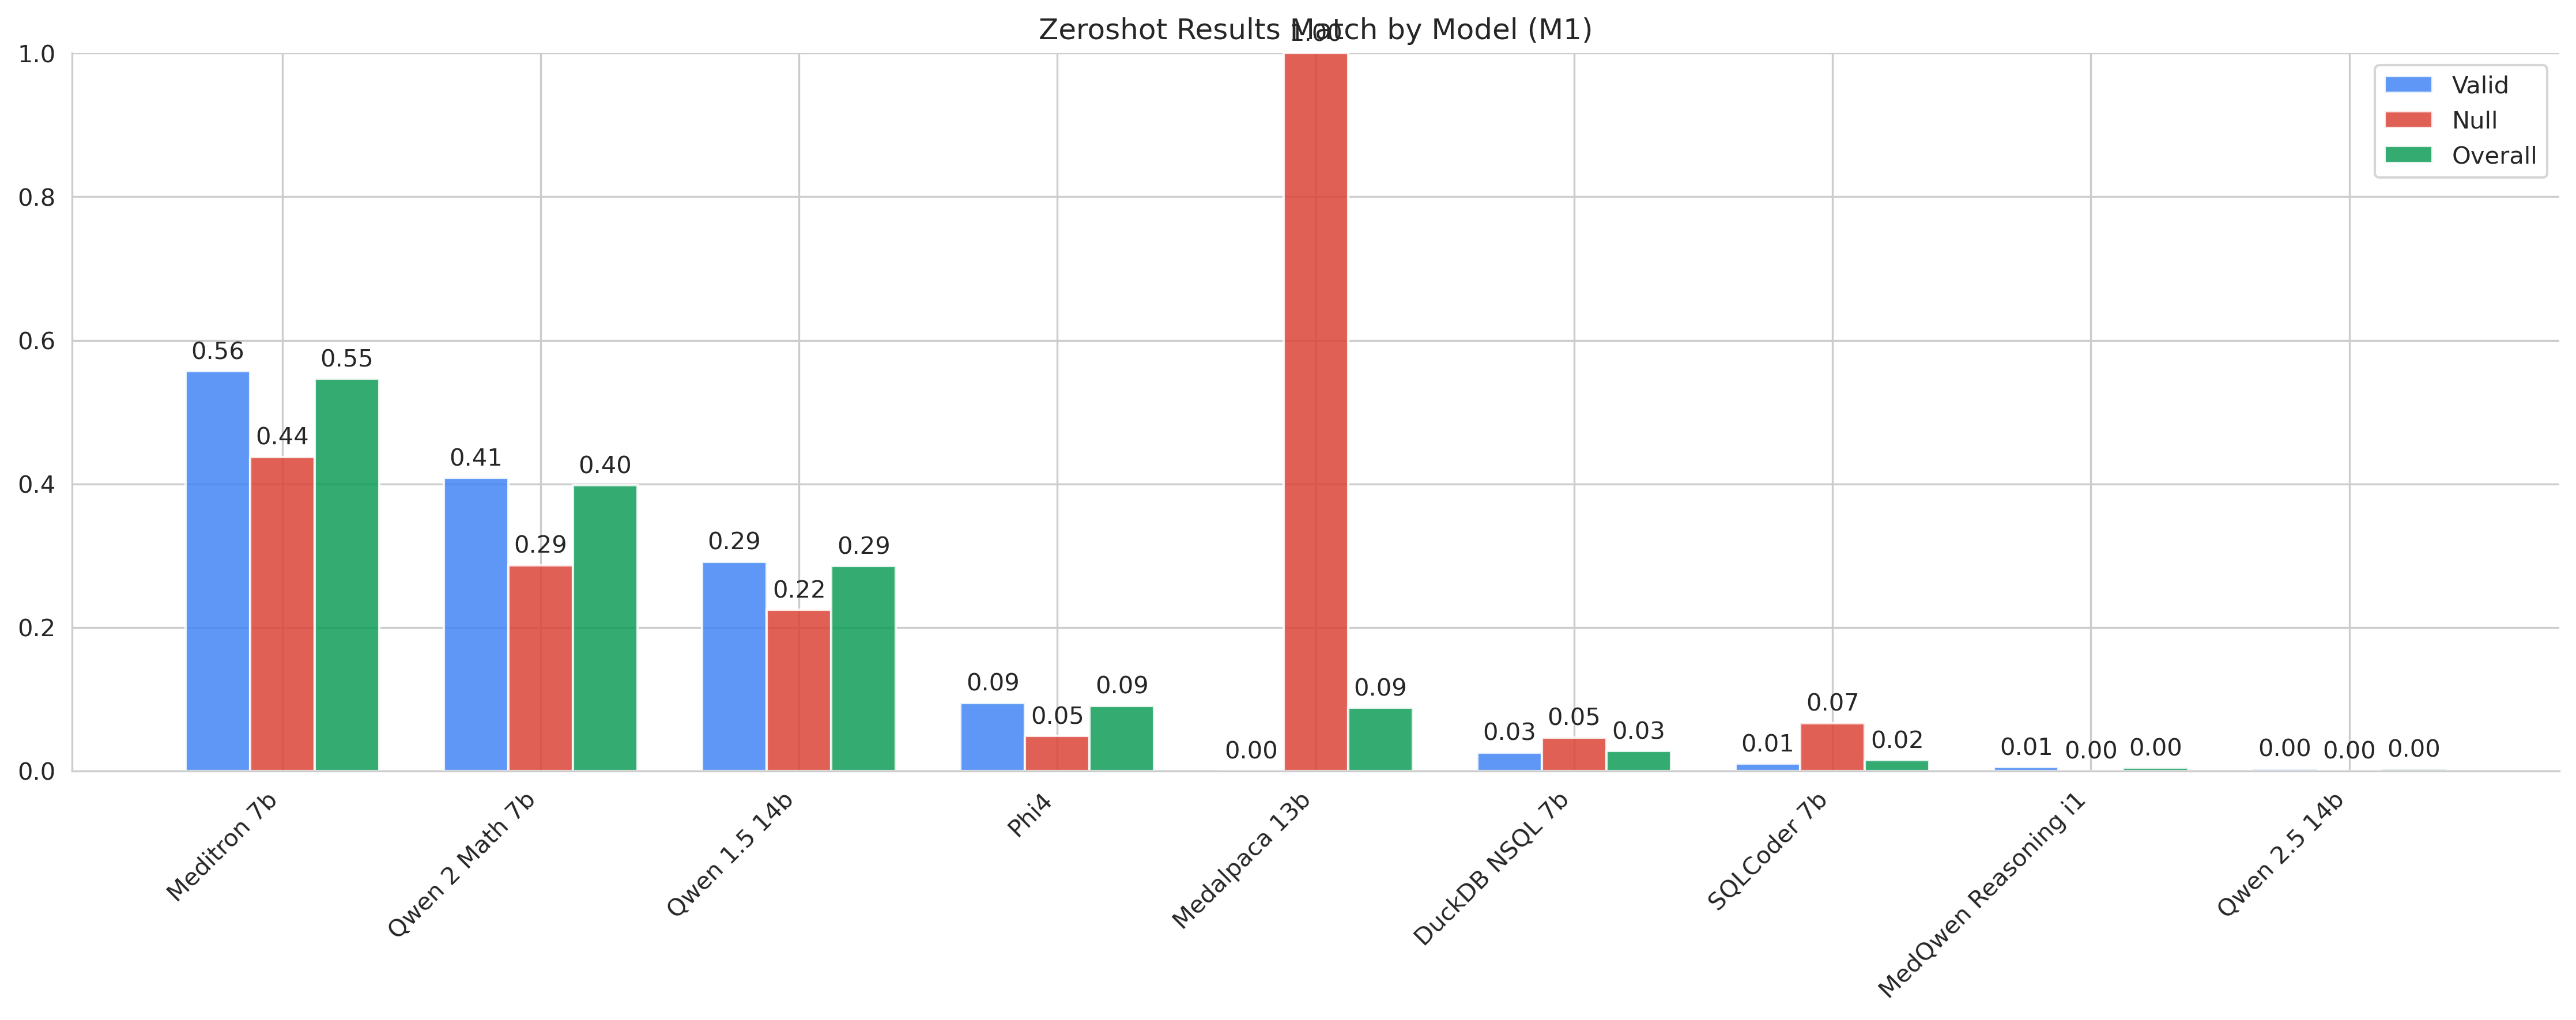 Zeroshot Results Match by Model (M1)
1.00
1.0
0.8
0.6
0.4
0.2
0.0
Valid
Null
Overall
0.56
0.44
0.55
0.41
0.29
0.40
0.29
0.22
0.29
0.09
0.05
0.09
0.00
0.09
0.03
0.05
0.03
0.01
0.07
0.02
0.01
0.00
0.00
0.00
0.00
0.00
Meditron 7b
Qwen 2 Math 7b
Qwen 1.5 14b
Phi4
Medalpaca 13b
DuckDB NSQL 7b
SQLCoder 7b
MedQwen Reasoning i1
Qwen 2.5 14b